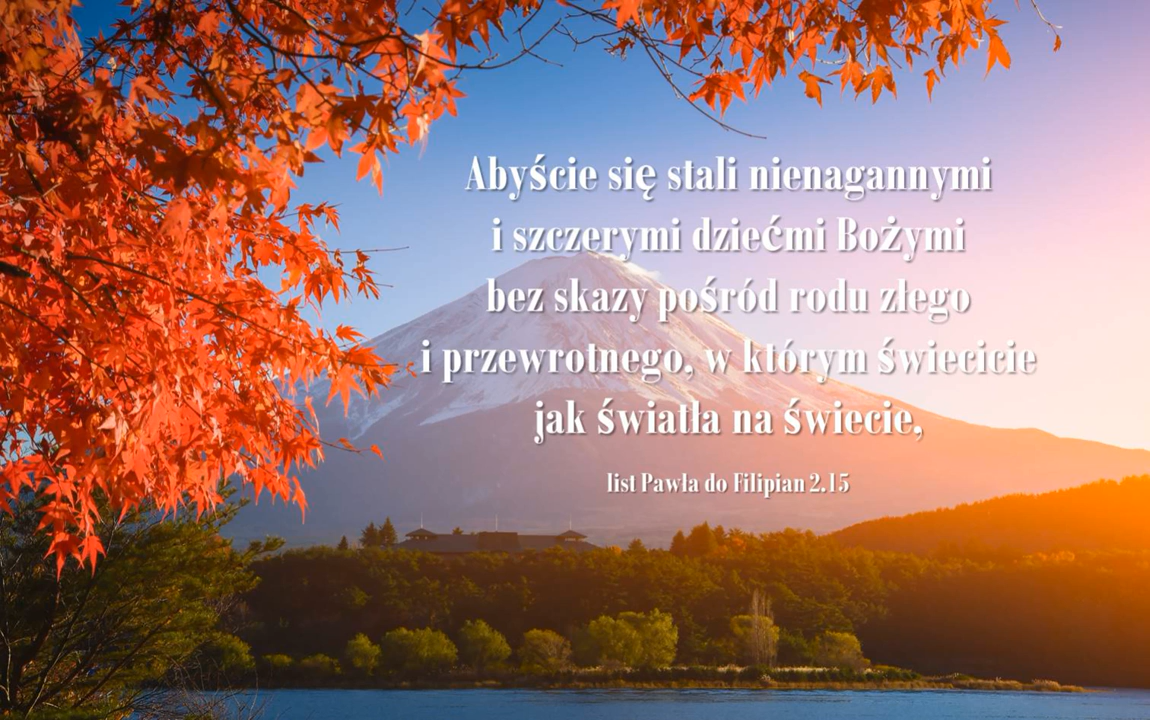 Abyście się stali nienagannymi
i szczerymi dziećmi Bożymi
bez skazy pośród rodu złego
i przewrotnego, w którym świecicie
jak światła na świecie,
list Pawła do Filipian 2.15